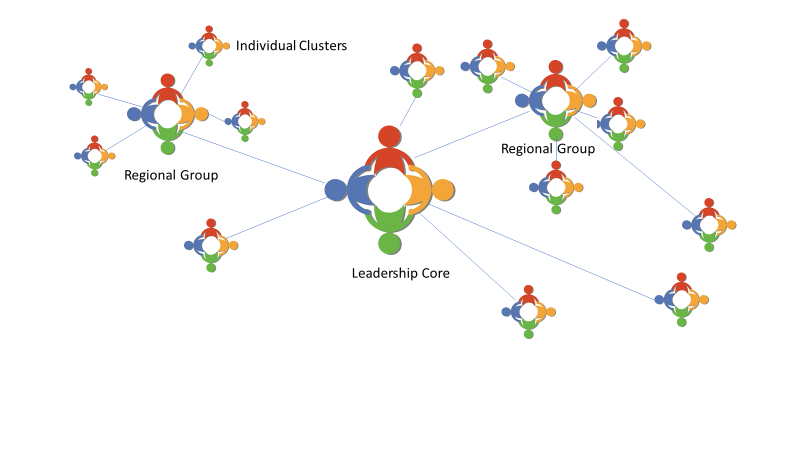 Individual Clusters
Regional Group
Regional Group
Leadership Core